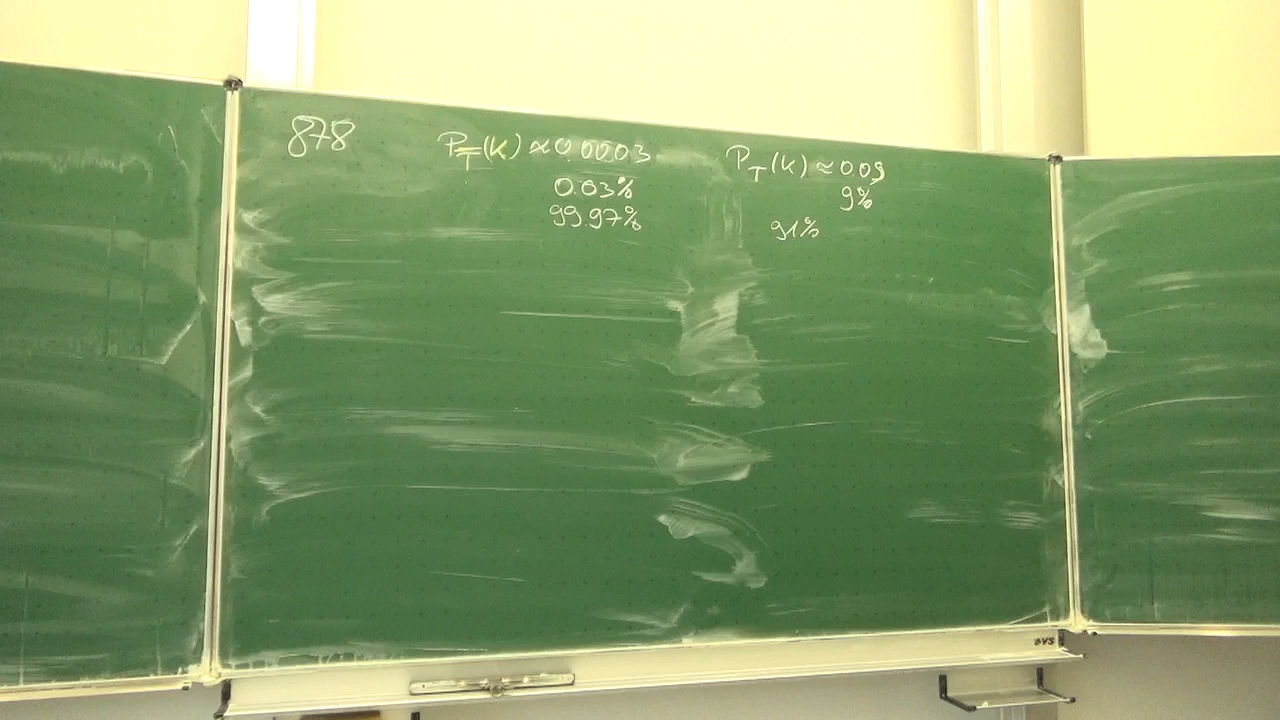 878
P_T̅(K) ≈ 0.0003
0.03%
99.97%
P_T(K) ≈ 0.09
9%
91%